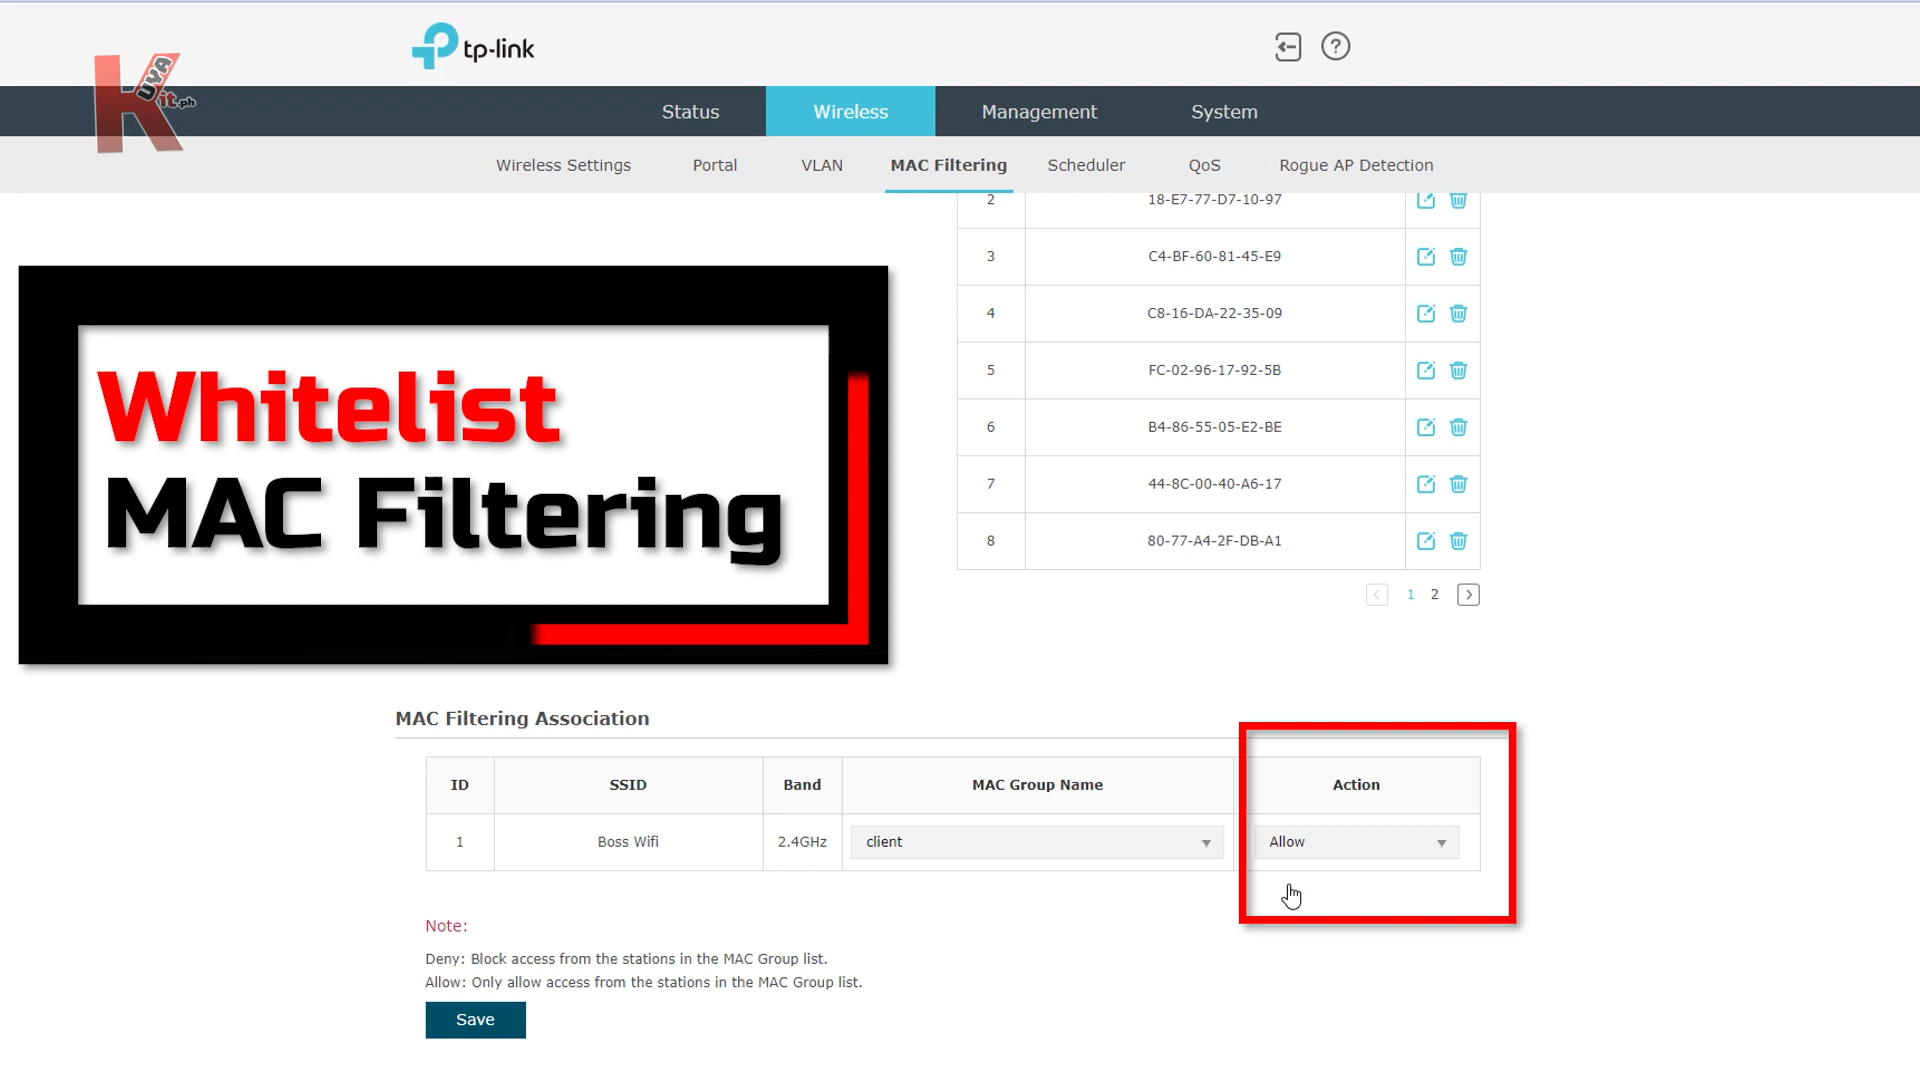 tp-link
KUYA it.ph
Status Wireless Management System
Wireless Settings Portal VLAN MAC Filtering Scheduler QoS Rogue AP Detection
2 18-E7-77-D7-10-97
3 C4-BF-60-81-45-E9
4 C8-16-DA-22-35-09
5 FC-02-96-17-92-5B
6 B4-86-55-05-E2-BE
7 44-8C-00-40-A6-17
8 80-77-A4-2F-DB-A1
1 2
Whitelist
MAC Filtering
MAC Filtering Association
ID SSID Band MAC Group Name Action
1 Boss Wifi 2.4GHz client Allow
Note:
Deny: Block access from the stations in the MAC Group list.
Allow: Only allow access from the stations in the MAC Group list.
Save